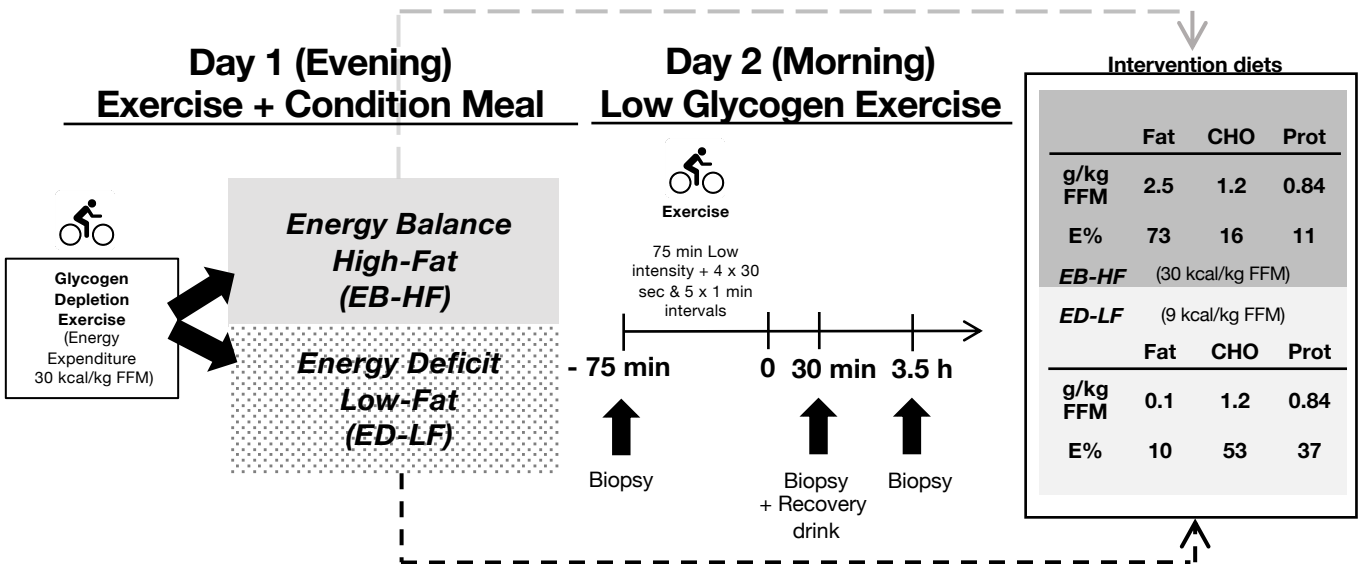 Day 1 (Evening)
Exercise + Condition Meal
Day 2 (Morning)
Low Glycogen Exercise
Intervention diets
Glycogen
Depletion
Exercise
(Energy
Expenditure
30 kcal/kg FFM)
Energy Balance
High-Fat
(EB-HF)
Energy Deficit
Low-Fat
(ED-LF)
Exercise
75 min Low
intensity + 4 x 30
sec & 5 x 1 min
intervals
- 75 min 0 30 min 3.5 h
Biopsy
Biopsy
+ Recovery
drink
Biopsy
Fat CHO Prot
g/kg
FFM 2.5 1.2 0.84
E% 73 16 11
EB-HF (30 kcal/kg FFM)
ED-LF (9 kcal/kg FFM)
Fat CHO Prot
g/kg
FFM 0.1 1.2 0.84
E% 10 53 37